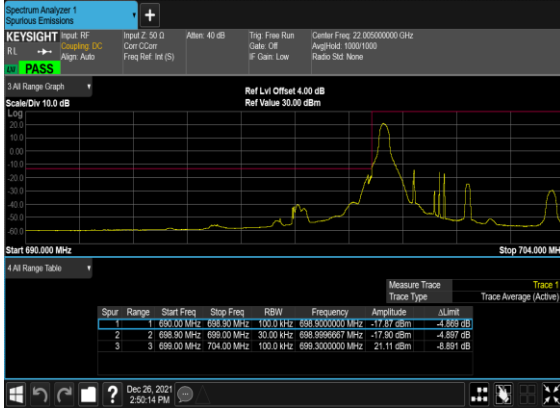 Spectrum Analyzer 1
Spurious Emissions
+
KEYSIGHT
Input: RF
Input Z: 50 Ω
Atten: 40 dB
Trig: Free Run
Center Freq: 22.005000000 GHz
RL
Coupling: DC
Corr CCorr
Gate: Off
Avg|Hold: 1000/1000
Align: Auto
Freq Ref: Int (S)
IF Gain: Low
Radio Std: None
PASS
3 All Range Graph
Ref Lvl Offset 4.00 dB
Scale/Div 10.0 dB
Ref Value 30.00 dBm
Log
20.0
10.0
0.00
-10.0
-20.0
-30.0
-40.0
-50.0
-60.0
Start 690.000 MHz
Stop 704.000 MH
4 All Range Table
Measure Trace Trace 1
Trace Type Trace Average (Active)
Spur Range Start Freq Stop Freq RBW Frequency Amplitude ΔLimit
1 1 690.00 MHz 698.90 MHz 100.0 kHz 698.9000000 MHz -17.87 dBm -4.869 dB
2 2 698.90 MHz 699.00 MHz 30.00 kHz 698.9996667 MHz -17.90 dBm -4.897 dB
3 3 699.00 MHz 704.00 MHz 100.0 kHz 699.3000000 MHz 21.11 dBm -8.891 dB
?
Dec 26, 2021
2:50:14 PM